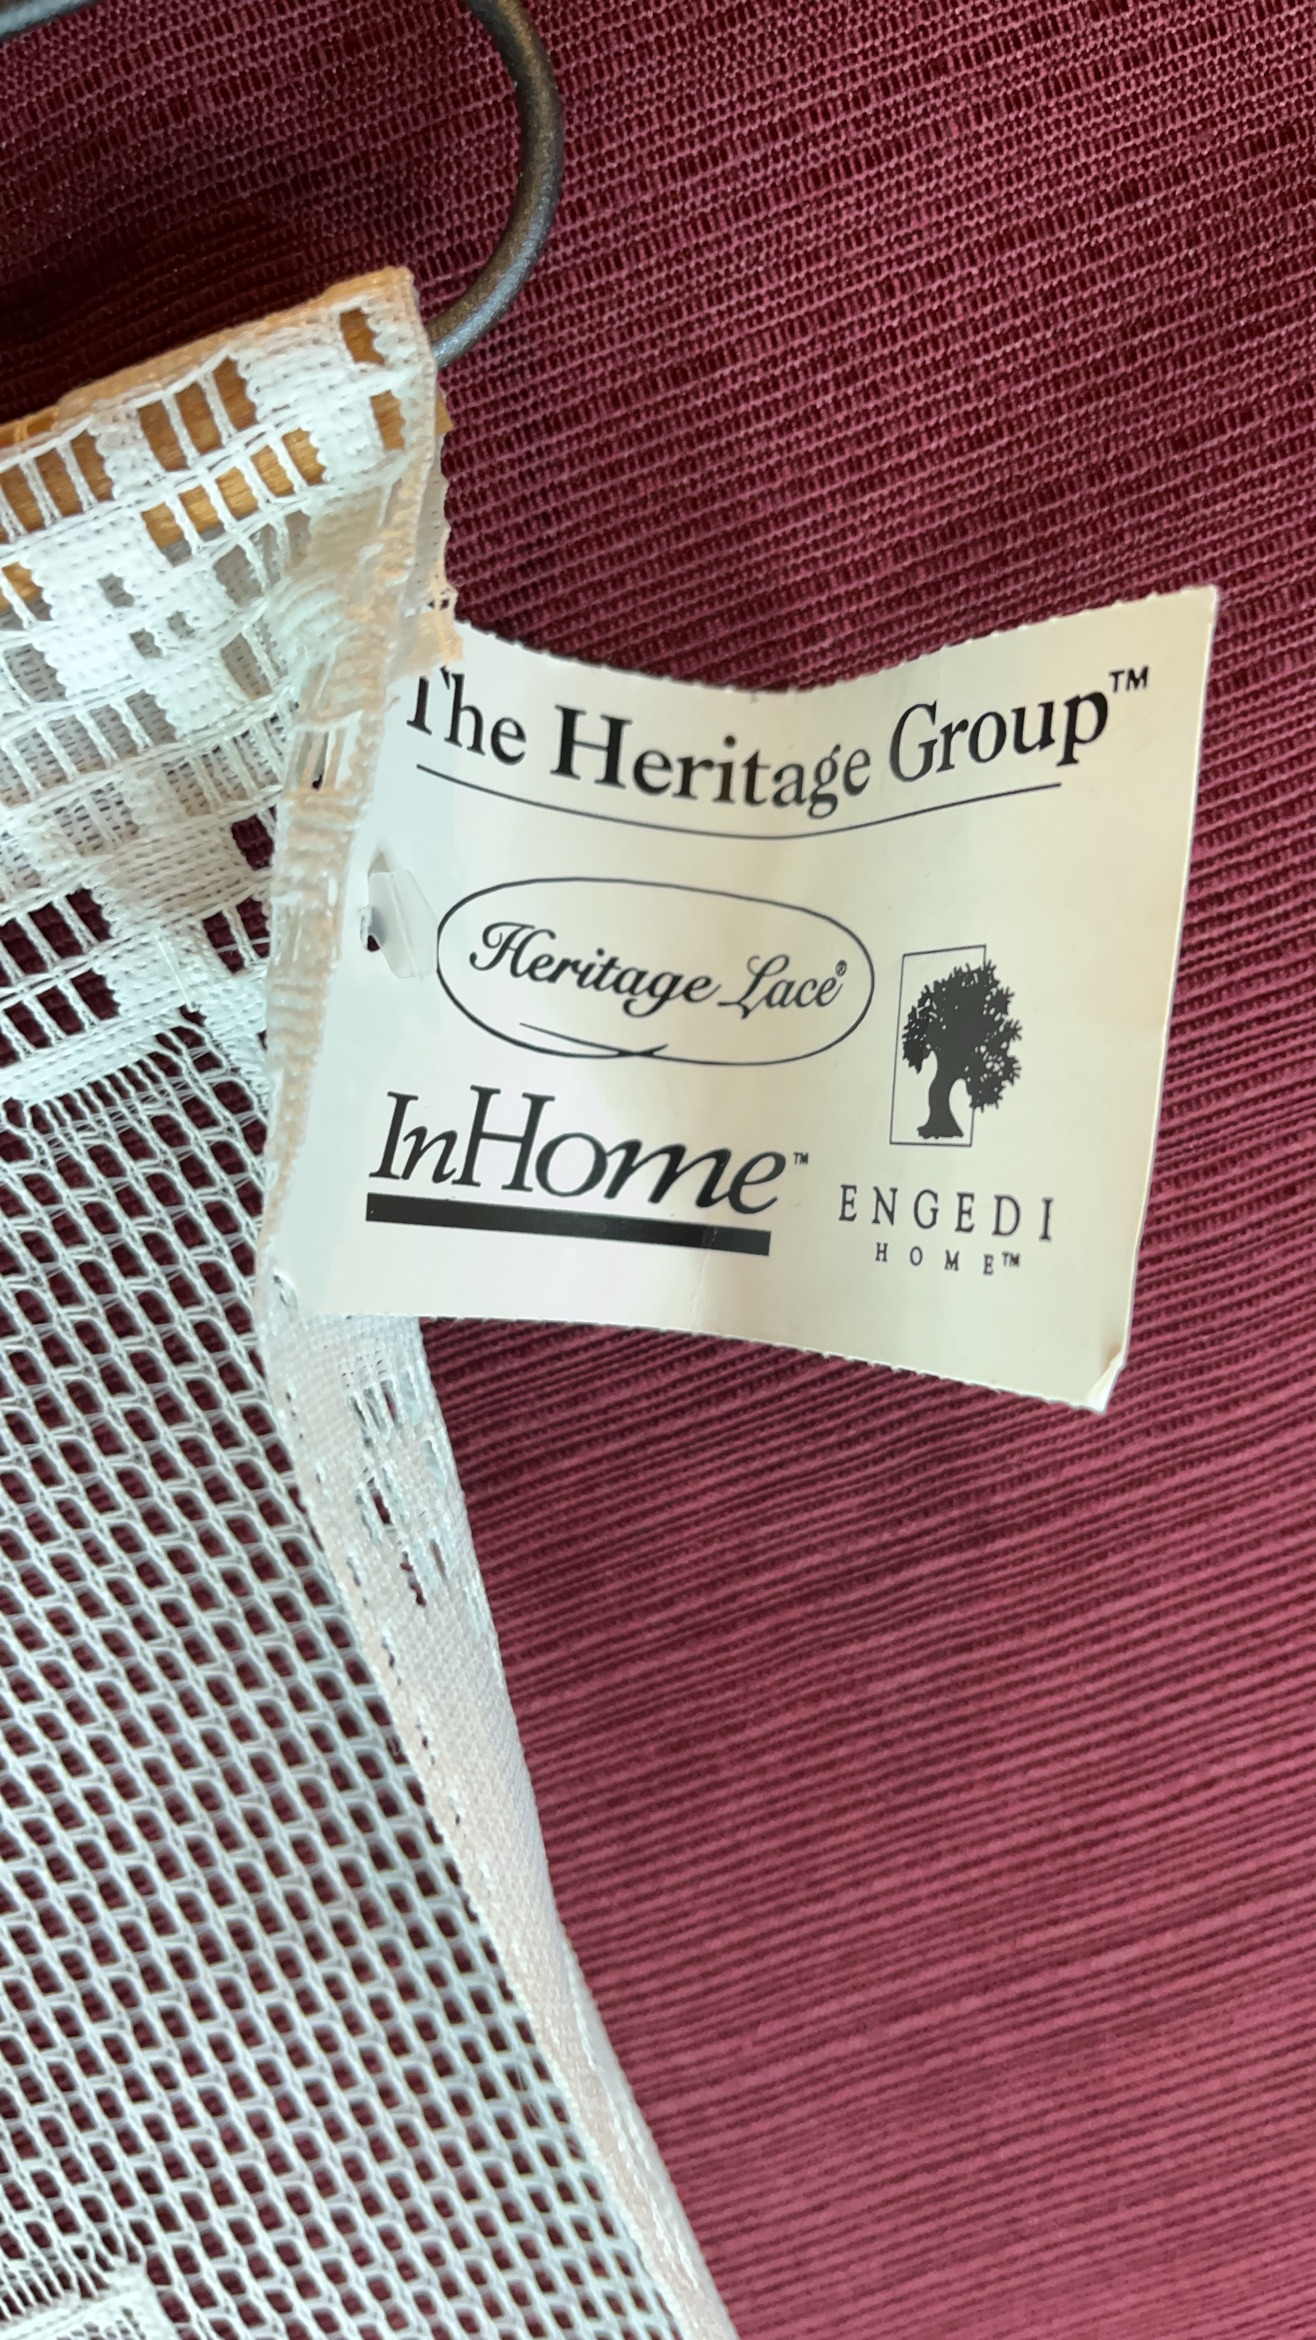 The Heritage Group™
Heritage Lace®
InHome™
ENGEDI
HOME™